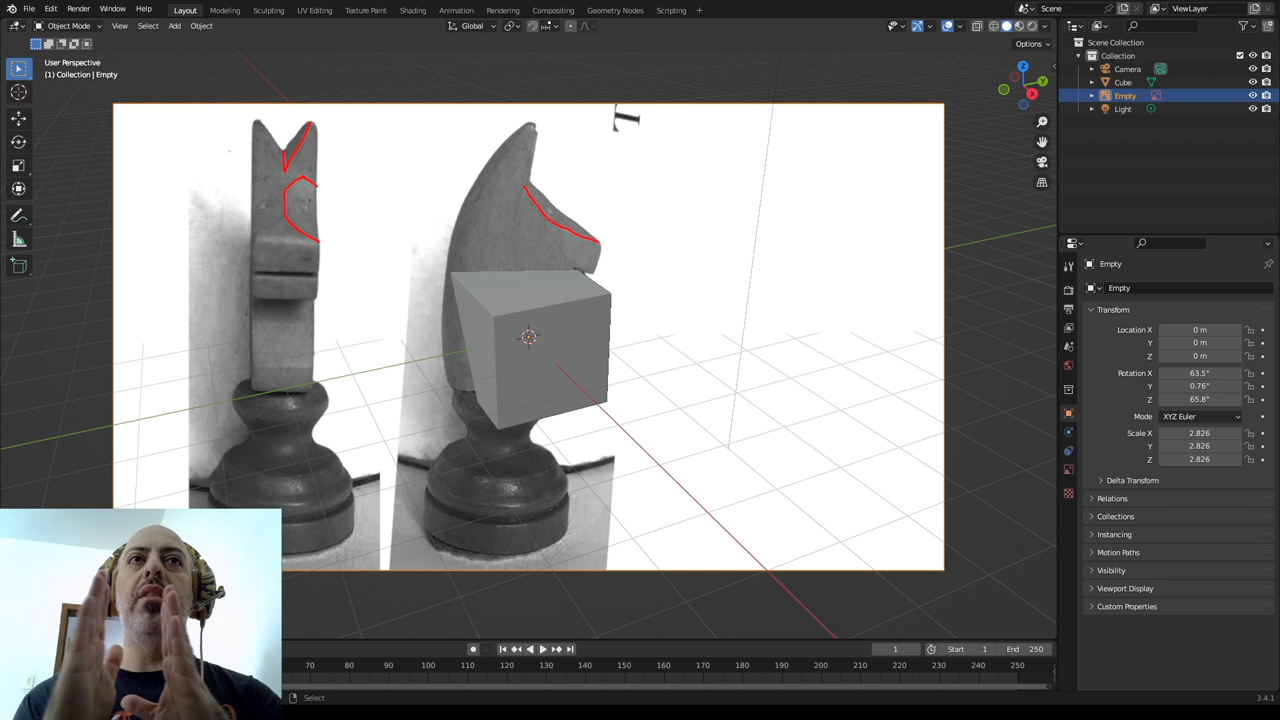 File Edit Render Window Help Layout Modeling Sculpting UV Editing Texture Paint Shading Animation Rendering Compositing Geometry Nodes Scripting Scene ViewLayer
Object Mode View Select Add Object Global
Options
User Perspective
(1) Collection | Empty
Scene Collection
Collection
Camera
Cube
Empty
Light
Empty
Empty
Transform
Location X 0 m
Y 0 m
Z 0 m
Rotation X 63.5°
Y 0.76°
Z 65.8°
Mode XYZ Euler
Scale X 2.826
Y 2.826
Z 2.826
Delta Transform
Relations
Collections
Instancing
Motion Paths
Visibility
Viewport Display
Custom Properties
Z
Y
X
1 Start 1 End 250
70 80 90 100 110 120 130 140 150 160 170 180 190 200 210 220 230 240 250
Select
3.4.1